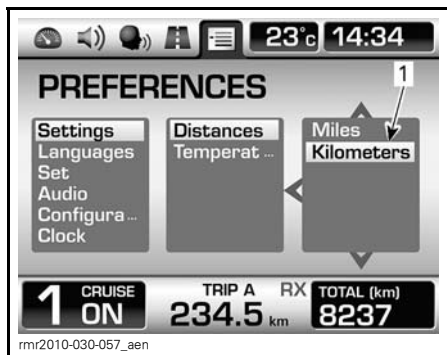 23°c 14:34
1
PREFERENCES
Settings
Languages
Set
Audio
Configura ...
Clock
Distances
Temperat ...
Miles
Kilometers
1 CRUISE ON
TRIP A RX
234.5 km
TOTAL (km)
8237
rmr2010-030-057_aen